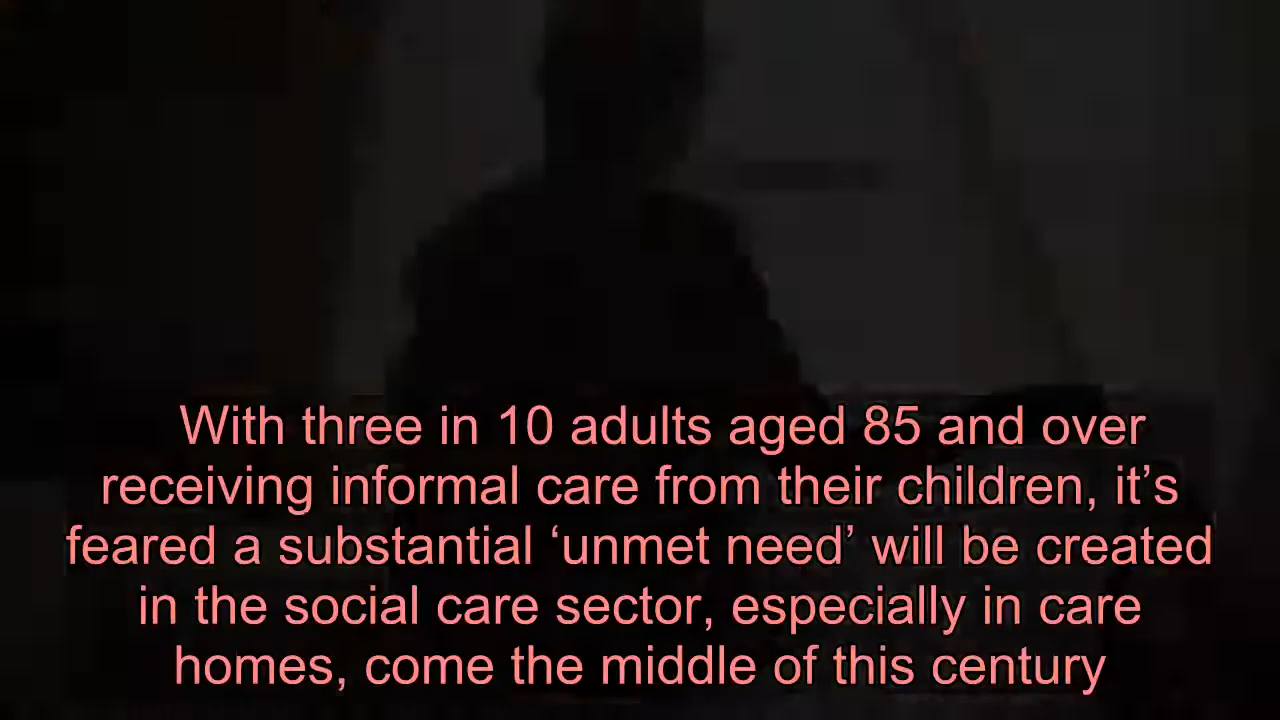 With three in 10 adults aged 85 and over
receiving informal care from their children, it’s
feared a substantial ‘unmet need’ will be created
in the social care sector, especially in care
homes, come the middle of this century